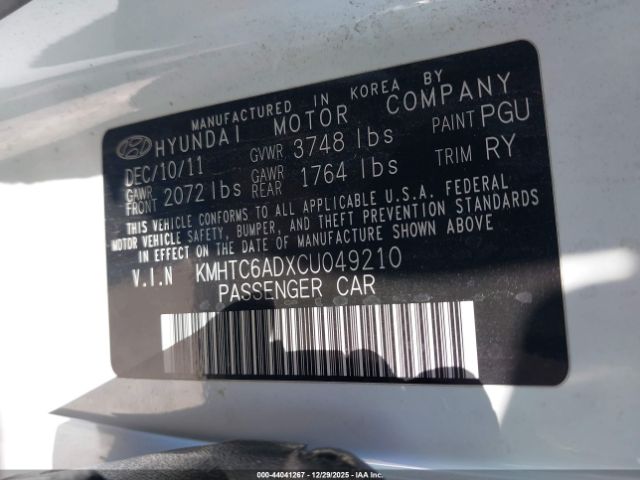 MANUFACTURED IN KOREA BY
HYUNDAI MOTOR COMPANY
DEC/10/11 GVWR 3748 lbs PAINT PGU
GAWR FRONT 2072 lbs GAWR REAR 1764 lbs TRIM RY
THIS VEHICLE CONFORMS TO ALL APPLICABLE U.S.A. FEDERAL
MOTOR VEHICLE SAFETY, BUMPER, AND THEFT PREVENTION STANDARDS
IN EFFECT ON THE DATE OF MANUFACTURE SHOWN ABOVE
V.I.N KMHTC6ADXCU049210
PASSENGER CAR
000-44041267 - 12/29/2025 - IAAI.com